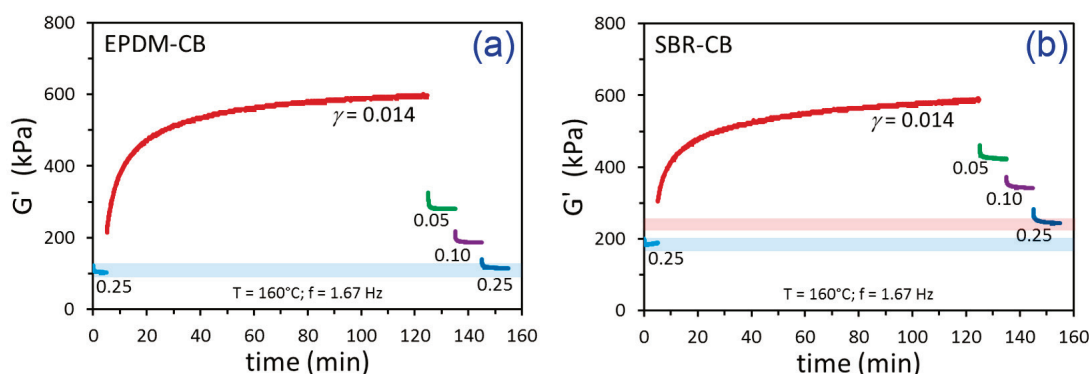 EPDM-CB
(a)
800
600
400
200
0
G' (kPa)
γ = 0.014
0.05
0.10
0.25
0.25
T = 160°C; f = 1.67 Hz
0 20 40 60 80 100 120 140 160
time (min)
SBR-CB
(b)
800
600
400
200
0
G' (kPa)
γ = 0.014
0.05
0.10
0.25
0.25
T = 160°C; f = 1.67 Hz
0 20 40 60 80 100 120 140 160
time (min)